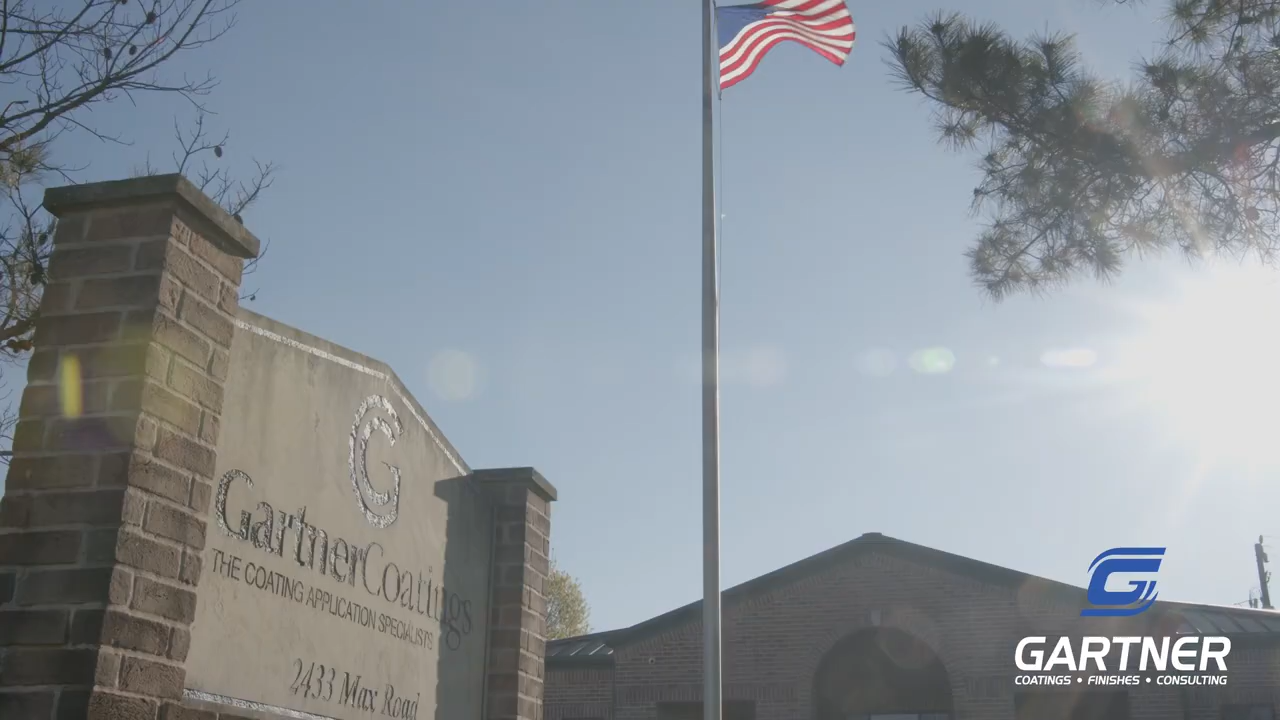 G
GartnerCoatings
THE COATING APPLICATION SPECIALISTS
2433 Max Road
G
GARTNER
COATINGS • FINISHES • CONSULTING